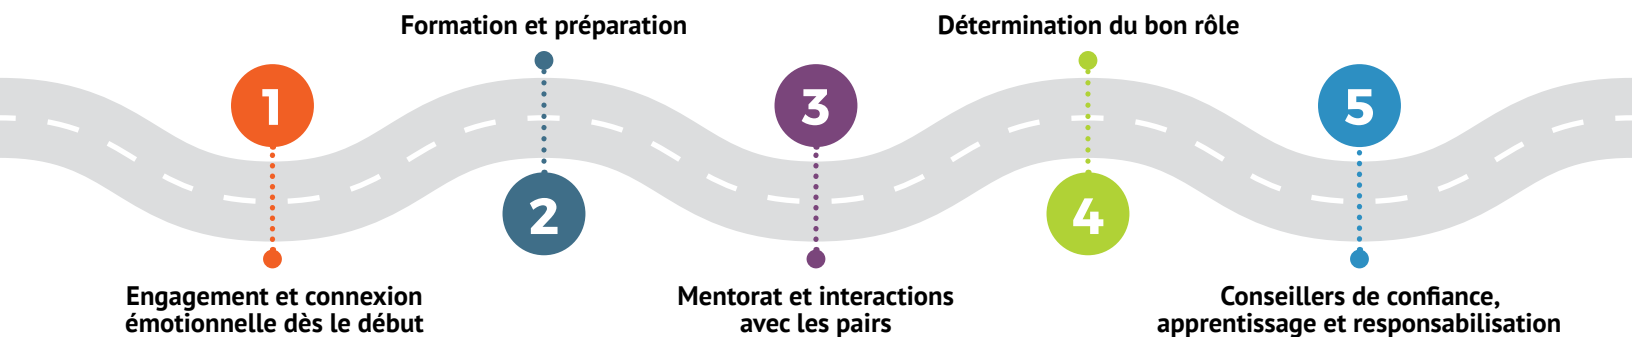 1
Engagement et connexion
émotionnelle dès le début
Formation et préparation
2
3
Mentorat et interactions
avec les pairs
Détermination du bon rôle
4
5
Conseillers de confiance,
apprentissage et responsabilisation